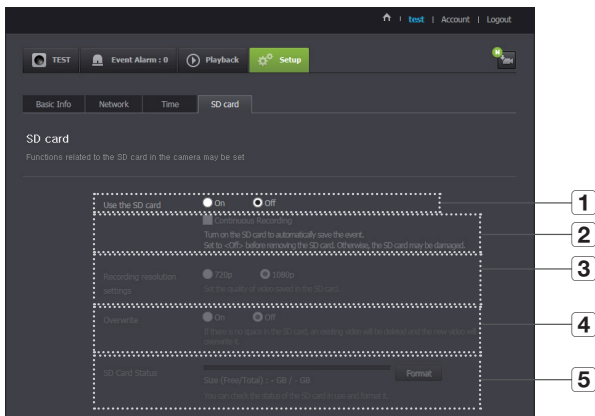 test | Account | Logout
TEST Event Alarm : 0 Playback Setup
N
Basic Info Network Time SD card
SD card
Functions related to the SD card in the camera may be set
Use the SD card On Off 1
Continuous Recording
Turn on the SD card to automatically save the event. 2
Set to <Off> before removing the SD card. Otherwise, the SD card may be damaged.
Recording resolution settings 720p 1080p 3
Set the quality of video saved in the SD card.
Overwrite On Off 4
If there is no space in the SD card, an existing video will be deleted and the new video will
overwrite it.
SD Card Status Format 5
Size (Free/Total) : - GB / - GB
You can check the status of the SD card in use and format it.